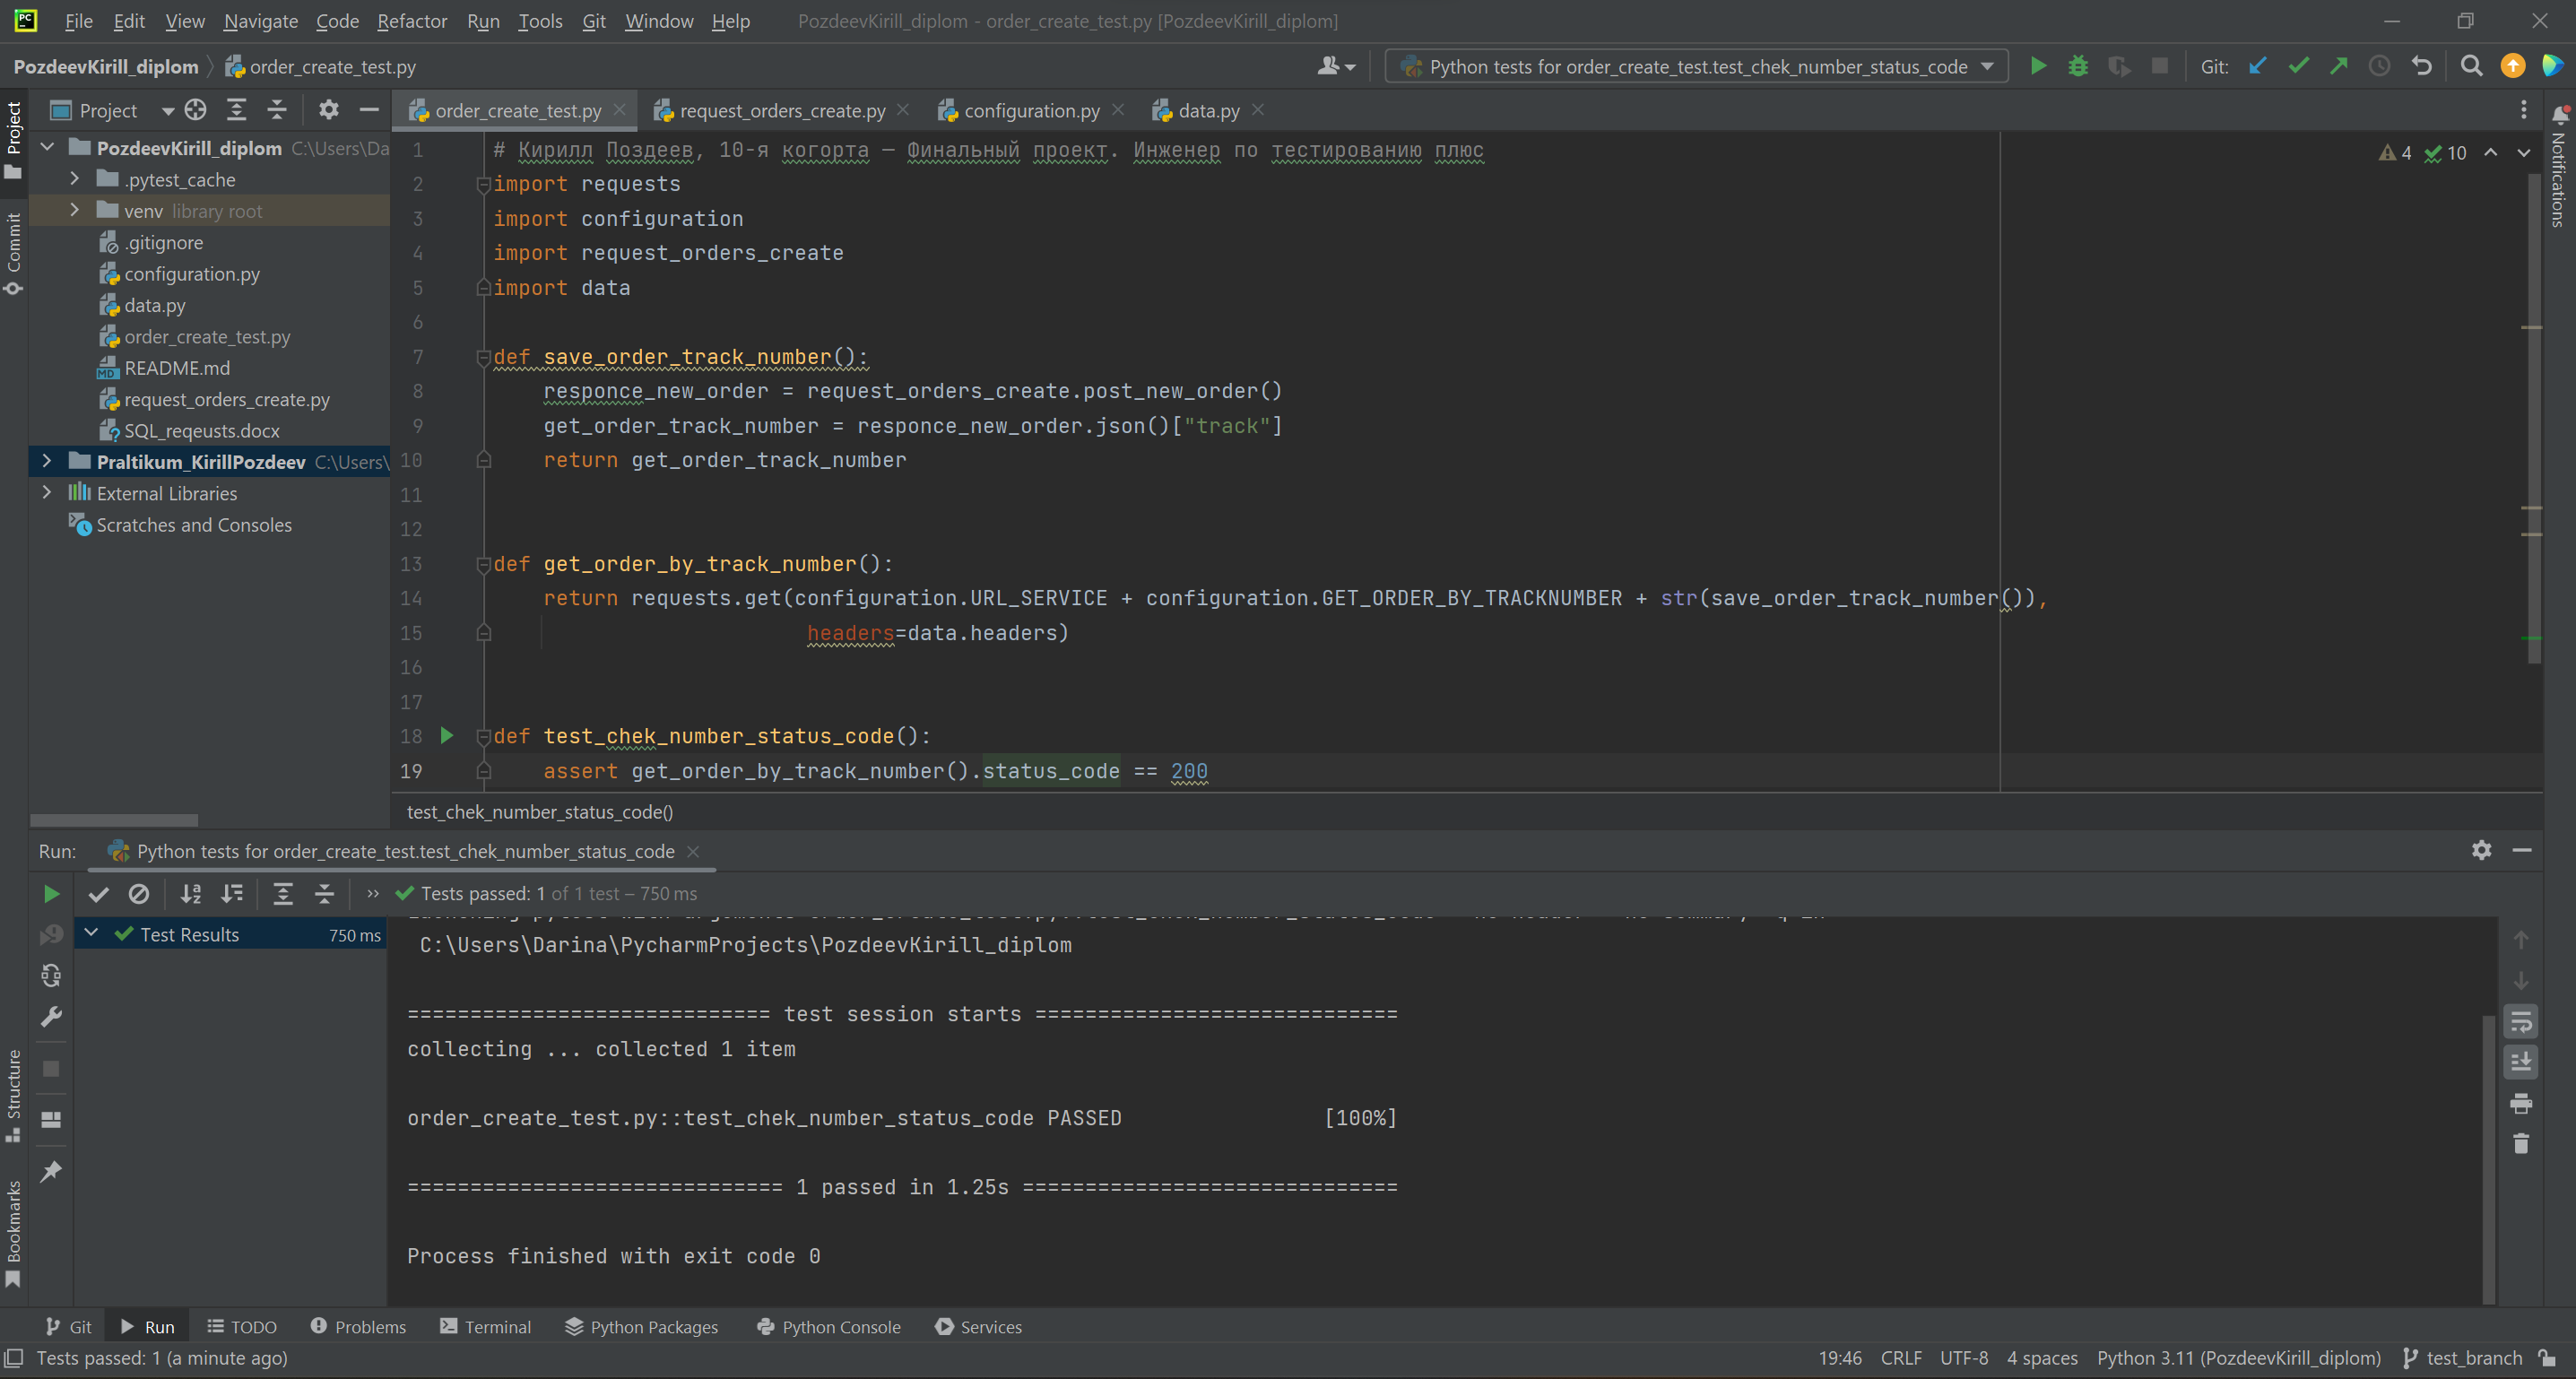 File Edit View Navigate Code Refactor Run Tools Git Window Help PozdeevKirill_diplom - order_create_test.py [PozdeevKirill_diplom]
PozdeevKirill_diplom order_create_test.py Python tests for order_create_test.test_chek_number_status_code Git:
Project
order_create_test.py request_orders_create.py configuration.py data.py
Project
Commit
PozdeevKirill_diplom C:\Users\Da
.pytest_cache
venv library root
.gitignore
configuration.py
data.py
order_create_test.py
README.md
request_orders_create.py
SQL_reqeusts.docx
Praltikum_KirillPozdeev C:\Users\
External Libraries
Scratches and Consoles
4 10
Notifications
1 # Кирилл Поздеев, 10-я когорта — Финальный проект. Инженер по тестированию плюс
2 import requests
3 import configuration
4 import request_orders_create
5 import data
6
7 def save_order_track_number():
8 responce_new_order = request_orders_create.post_new_order()
9 get_order_track_number = responce_new_order.json()["track"]
10 return get_order_track_number
11
12
13 def get_order_by_track_number():
14 return requests.get(configuration.URL_SERVICE + configuration.GET_ORDER_BY_TRACKNUMBER + str(save_order_track_number()),
15 headers=data.headers)
16
17
18 def test_chek_number_status_code():
19 assert get_order_by_track_number().status_code == 200
test_chek_number_status_code()
Run: Python tests for order_create_test.test_chek_number_status_code
» Tests passed: 1 of 1 test – 750 ms
Test Results 750 ms
C:\Users\Darina\PycharmProjects\PozdeevKirill_diplom
============================= test session starts =============================
collecting ... collected 1 item
order_create_test.py::test_chek_number_status_code PASSED [100%]
============================== 1 passed in 1.25s ==============================
Process finished with exit code 0
Structure
Bookmarks
Git Run TODO Problems Terminal Python Packages Python Console Services
Tests passed: 1 (a minute ago) 19:46 CRLF UTF-8 4 spaces Python 3.11 (PozdeevKirill_diplom) test_branch